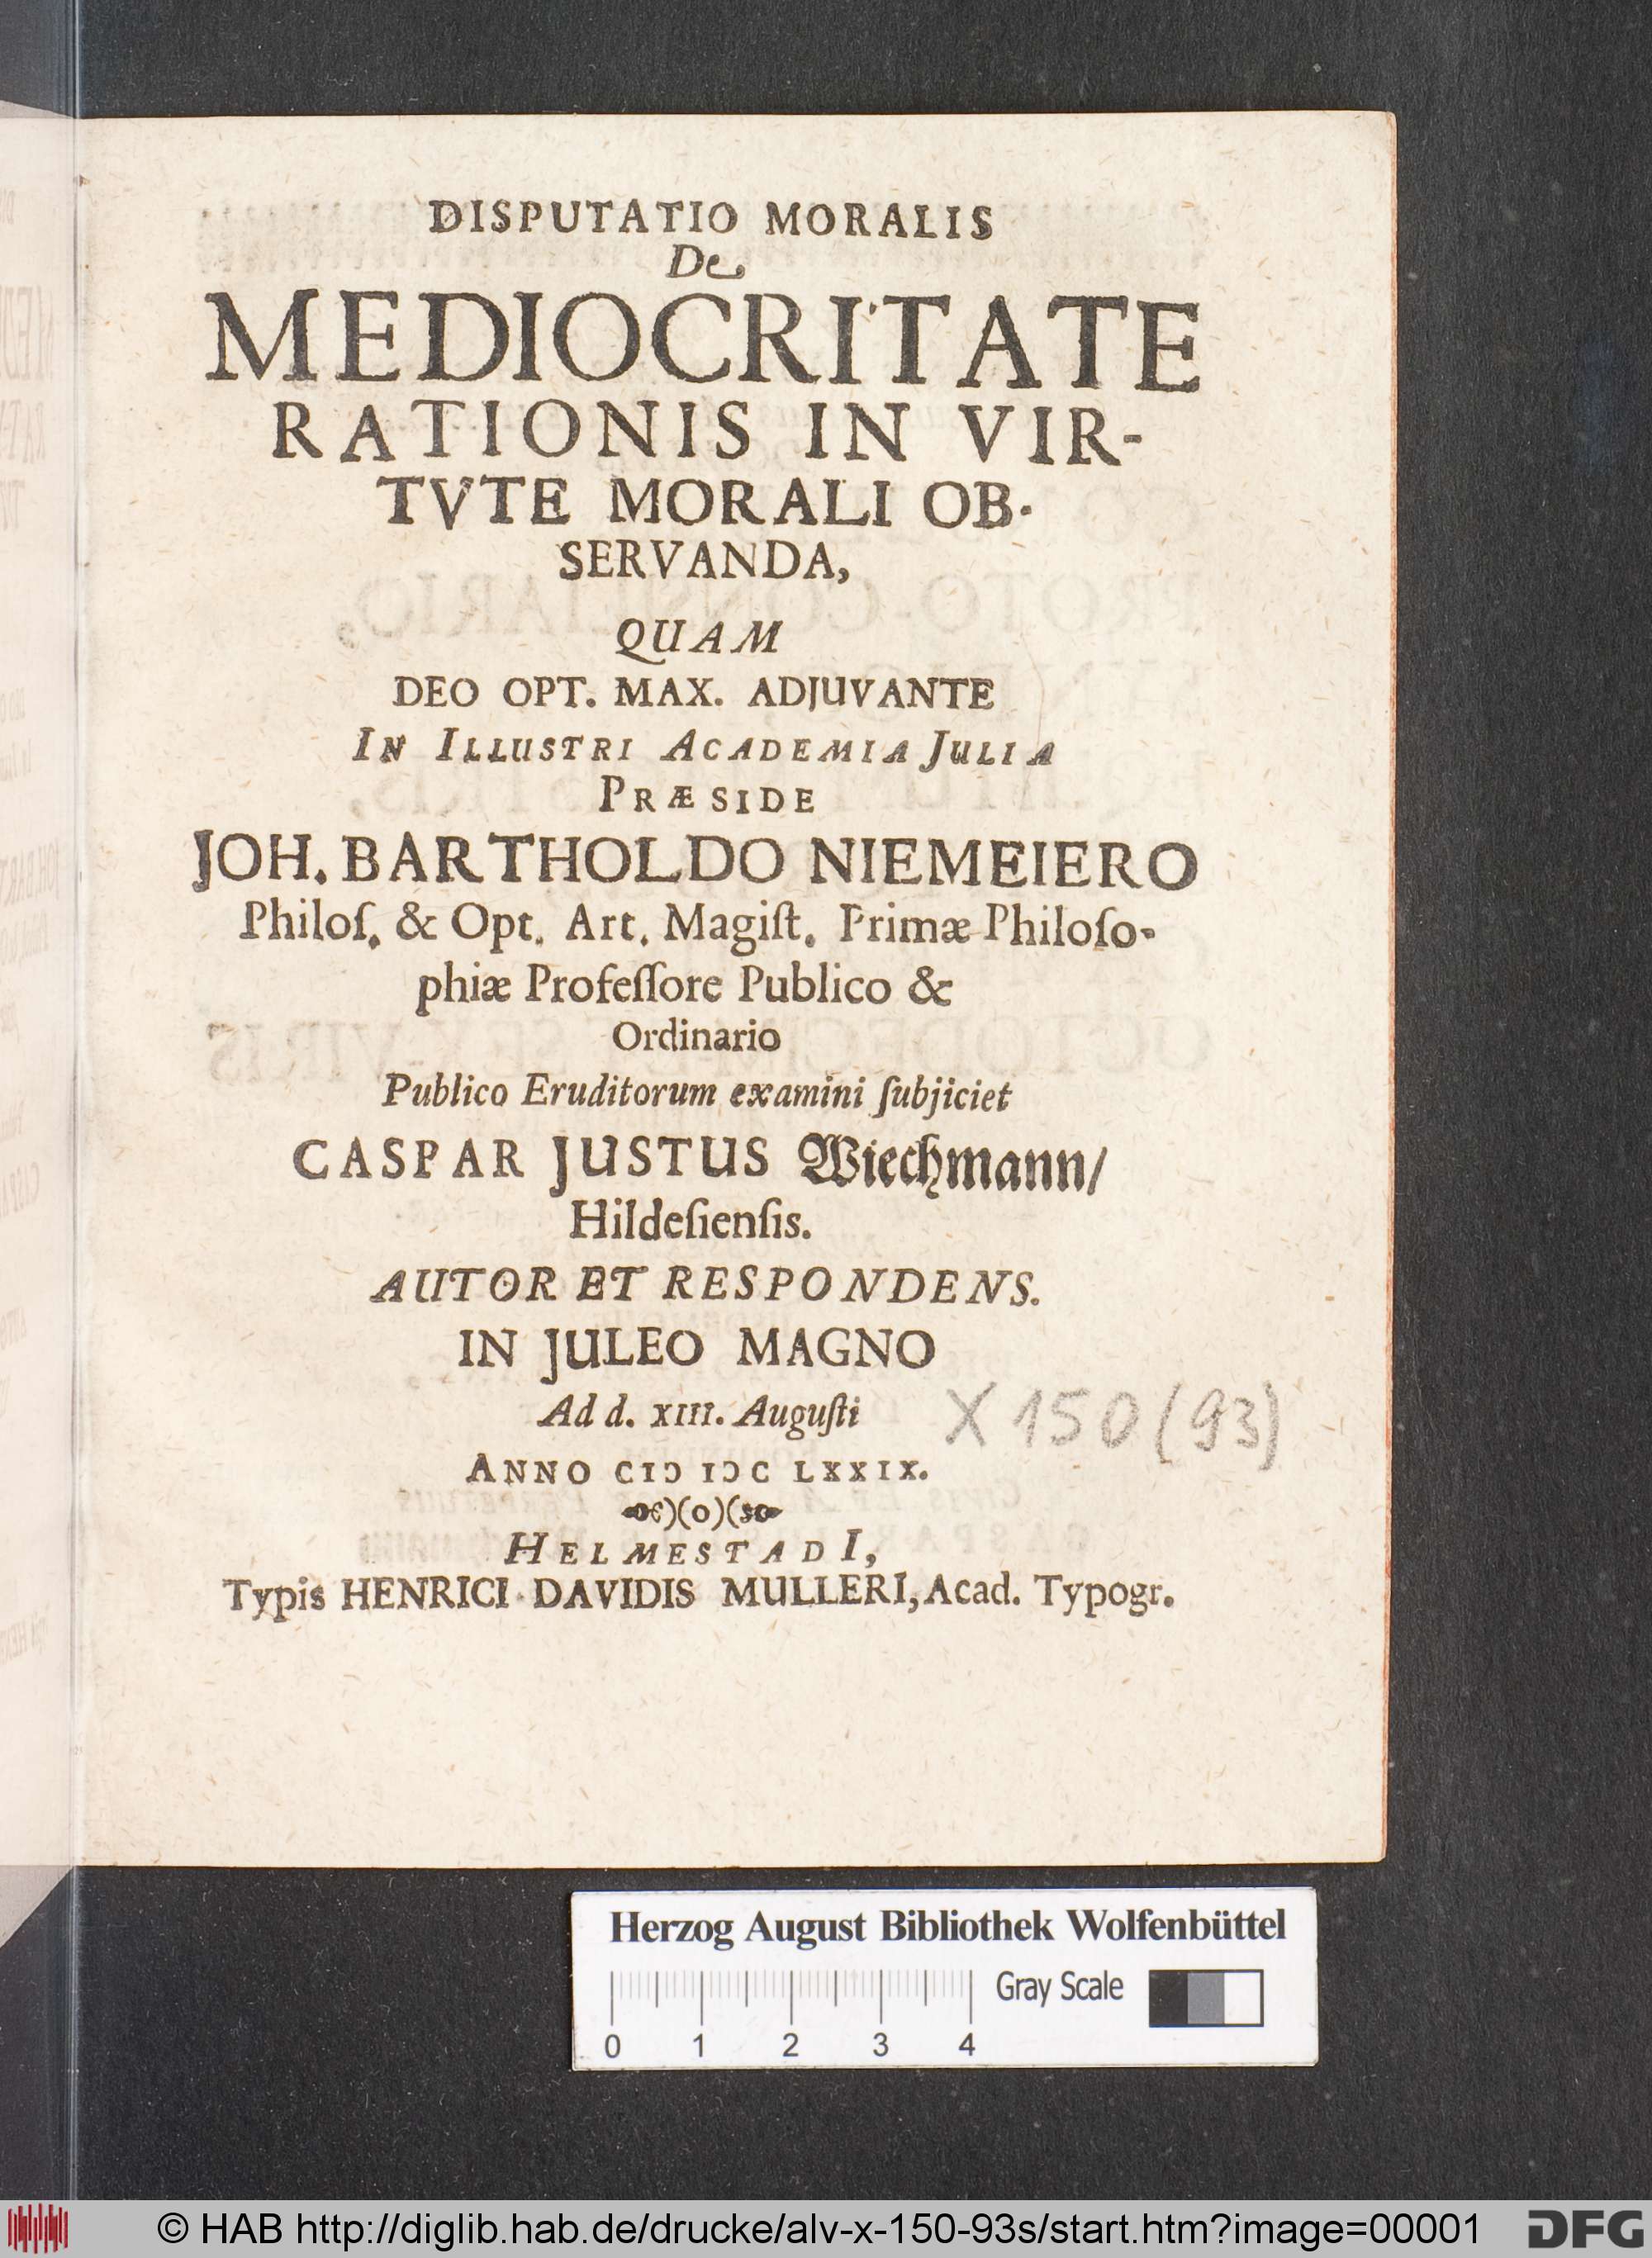 DISPUTATIO MORALIS
De
MEDIOCRITATE
RATIONIS IN VIR-
TVTE MORALI OB-
SERVANDA,
QUAM
DEO OPT. MAX. ADJUVANTE
IN ILLUSTRI ACADEMIA JULIA
PRÆSIDE
JOH. BARTHOLDO NIEMEIERO
Philoſ. & Opt. Art. Magiſt. Primæ Philoſo-
phiæ Profeſſore Publico &
Ordinario
Publico Eruditorum examini ſubjiciet
CASPAR JUSTUS Wiechmann/
Hildeſienſis.
AUTOR ET RESPONDENS.
IN JULEO MAGNO
Ad d. XIII. Auguſti
X 150 (93)
ANNO CIↃ IↃC LXXIX.
)(o)(
HELMESTADI,
Typis HENRICI DAVIDIS MULLERI, Acad. Typogr.
Herzog August Bibliothek Wolfenbüttel
Gray Scale
0 1 2 3 4
© HAB http://diglib.hab.de/drucke/alv-x-150-93s/start.htm?image=00001
DFG